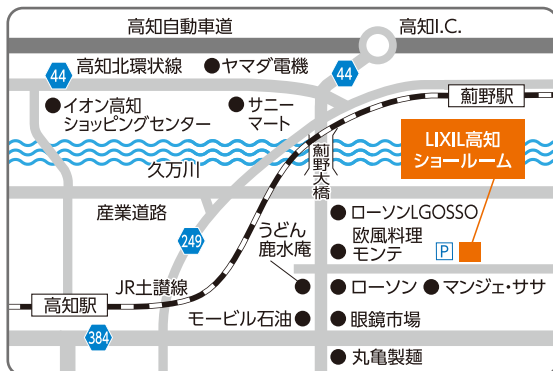 高知自動車道
高知I.C.
44
高知北環状線
ヤマダ電機
44
薊野駅
イオン高知
ショッピングセンター
サニー
マート
LIXIL高知
ショールーム
久万川
薊野大橋
産業道路
ローソンLGOSSO
249
うどん
鹿水庵
欧風料理
モンテ
P
JR土讃線
高知駅
ローソン
マンジェ・ササ
モービル石油
眼鏡市場
384
丸亀製麺